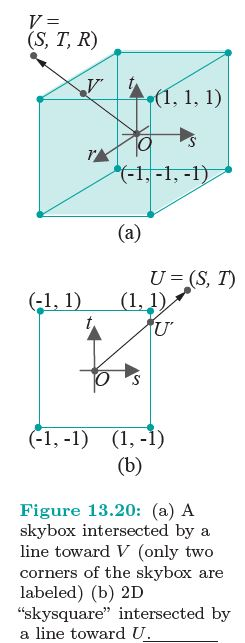 V =
(S, T, R)
V′
t
(1, 1, 1)
O
s
r
(-1, -1, -1)
(a)
U = (S, T)
(-1, 1)
(1, 1)
U′
t
O
s
(-1, -1)
(1, -1)
(b)
Figure 13.20: (a) A
skybox intersected by a
line toward V (only two
corners of the skybox are
labeled) (b) 2D
“skysquare” intersected by
a line toward U.